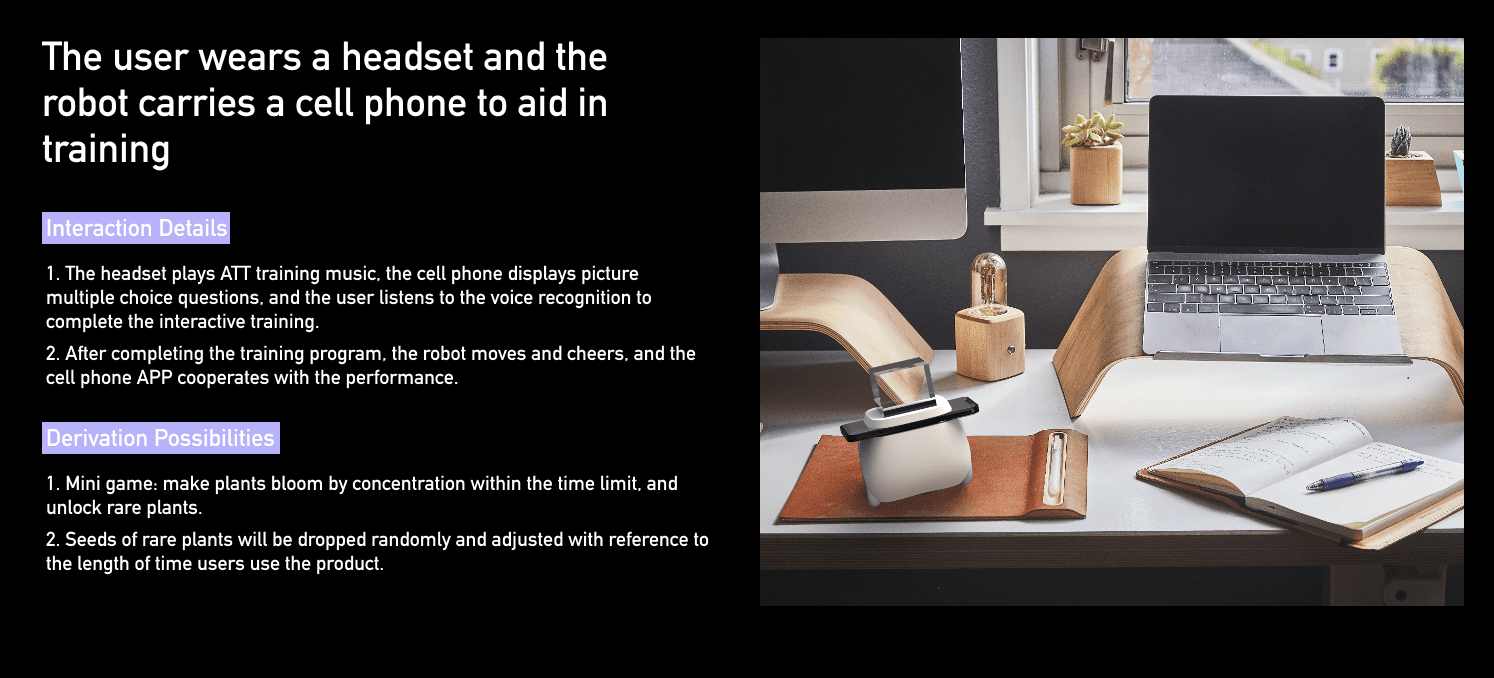 The user wears a headset and the
robot carries a cell phone to aid in
training
Interaction Details
1. The headset plays ATT training music, the cell phone displays picture
multiple choice questions, and the user listens to the voice recognition to
complete the interactive training.
2. After completing the training program, the robot moves and cheers, and the
cell phone APP cooperates with the performance.
Derivation Possibilities
1. Mini game: make plants bloom by concentration within the time limit, and
unlock rare plants.
2. Seeds of rare plants will be dropped randomly and adjusted with reference to
the length of time users use the product.